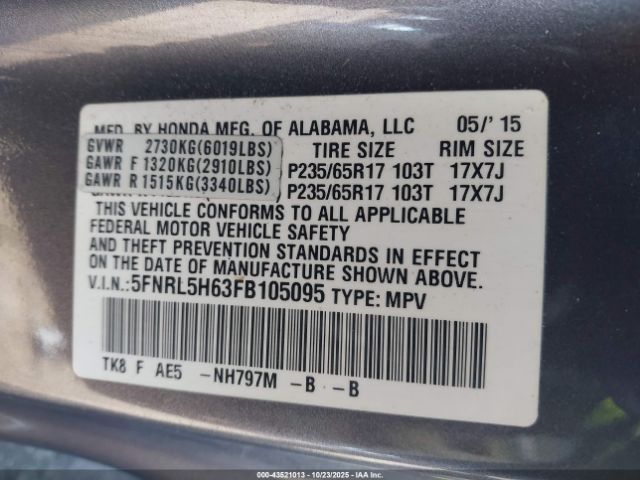 MFD. BY HONDA MFG. OF ALABAMA, LLC 05/' 15
GVWR 2730KG(6019LBS) TIRE SIZE RIM SIZE
GAWR F 1320KG(2910LBS) P235/65R17 103T 17X7J
GAWR R 1515KG(3340LBS) P235/65R17 103T 17X7J
THIS VEHICLE CONFORMS TO ALL APPLICABLE
FEDERAL MOTOR VEHICLE SAFETY
AND THEFT PREVENTION STANDARDS IN EFFECT
ON THE DATE OF MANUFACTURE SHOWN ABOVE.
V.I.N.:5FNRL5H63FB105095 TYPE: MPV
TK8 F AE5 -NH797M -B -B
000-43521013 | 10/23/2025 | IAAI.COM